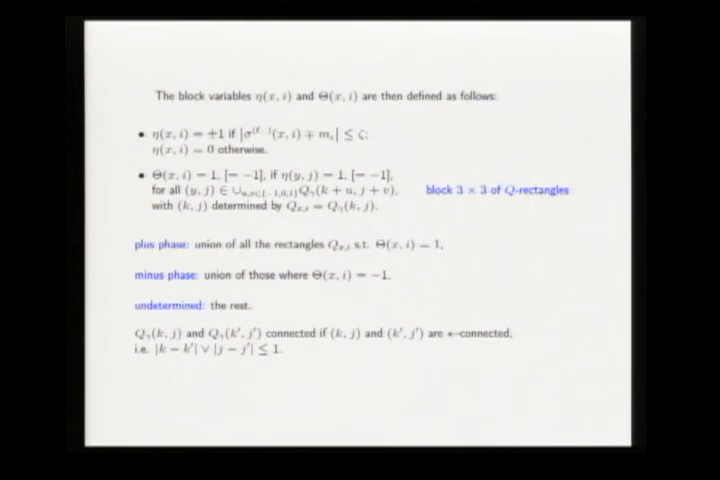 The block variables η(x, i) and Θ(x, i) are then defined as follows:
• η(x, i) = ±1 if |σ^(ℓ₋)(x, i) ∓ mₑ| ≤ ζ;
η(x, i) = 0 otherwise.
• Θ(x, i) = 1, [= −1], if η(y, j) = 1, [= −1],
for all (y, j) ∈ ∪_{u,v∈{−1,0,1}} Q_γ(k + u, j + v), block 3 × 3 of Q-rectangles
with (k, j) determined by Q_{x,i} = Q_γ(k, j).
plus phase: union of all the rectangles Q_{x,i} s.t. Θ(x, i) = 1,
minus phase: union of those where Θ(x, i) = −1,
undetermined: the rest.
Q_γ(k, j) and Q_γ(k′, j′) connected if (k, j) and (k′, j′) are ∗−connected,
i.e. |k − k′| ∨ |j − j′| ≤ 1.